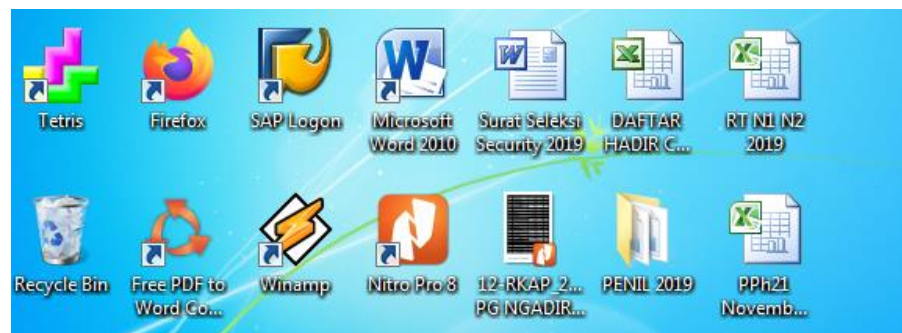 Tetris
Firefox
SAP Logon
Microsoft
Word 2010
Surat Seleksi
Security 2019
DAFTAR
HADIR C...
RT N1 N2
2019
Recycle Bin
Free PDF to
Word Co...
Winamp
Nitro Pro 8
12-RKAP_2...
PG NGADIR...
PENIL 2019
PPh21
Novemb...